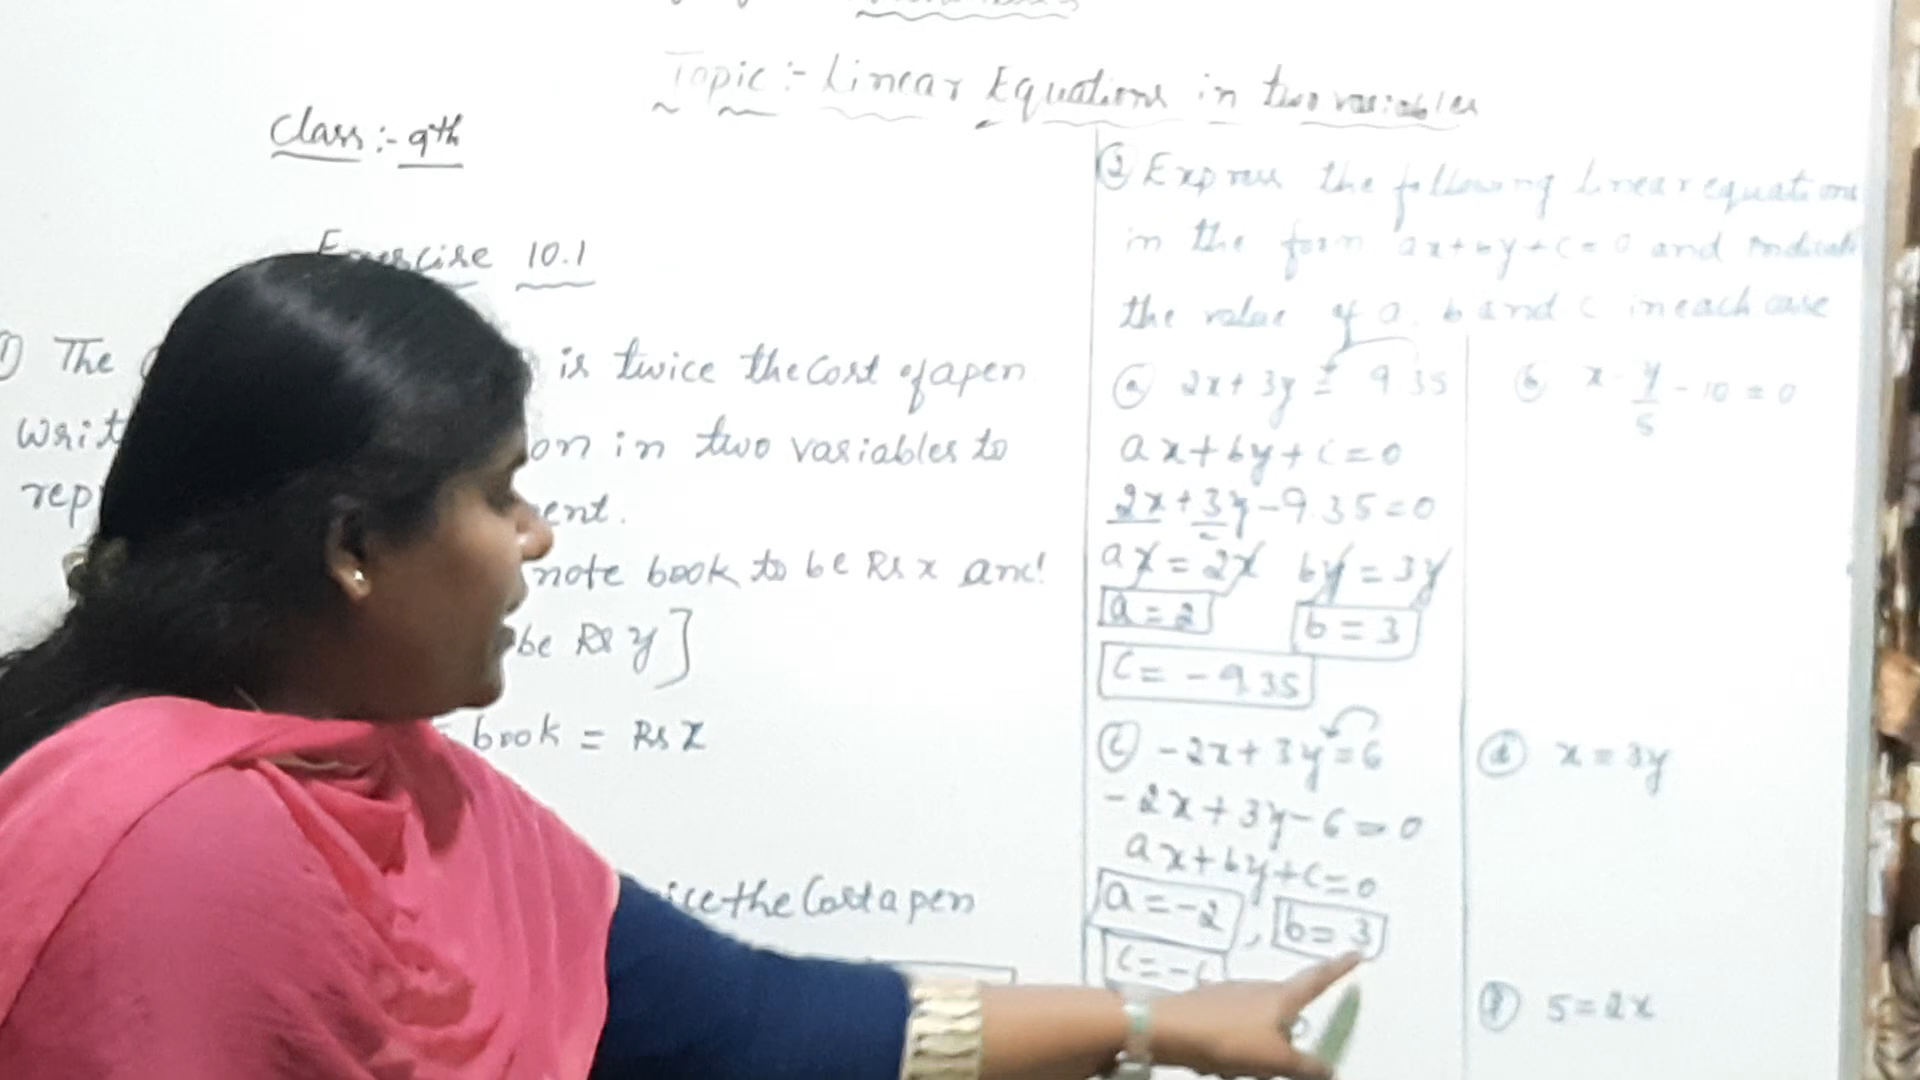 Topic :- Linear Equations in two variables
Class :- 9th
Exercise 10.1
1) The is twice the Cost of a pen
on in two variables to
ent.
note book to be Rs x and
be Rs y]
book = Rs x
the Cost a pen
2 Express the following linear equations
in the form ax+by+c=0 and indicate
the value of a, b and c in each case
a 2x+3y = 9.35
ax+by+c=0
2x+3y-9.35=0
ax = 2x by = 3y
a = 2 b = 3
c = -9.35
c -2x+3y=6
-2x+3y-6=0
ax+by+c=0
a = -2, b = 3
b x - y/5 - 10 = 0
d x = 3y
f 5=2x